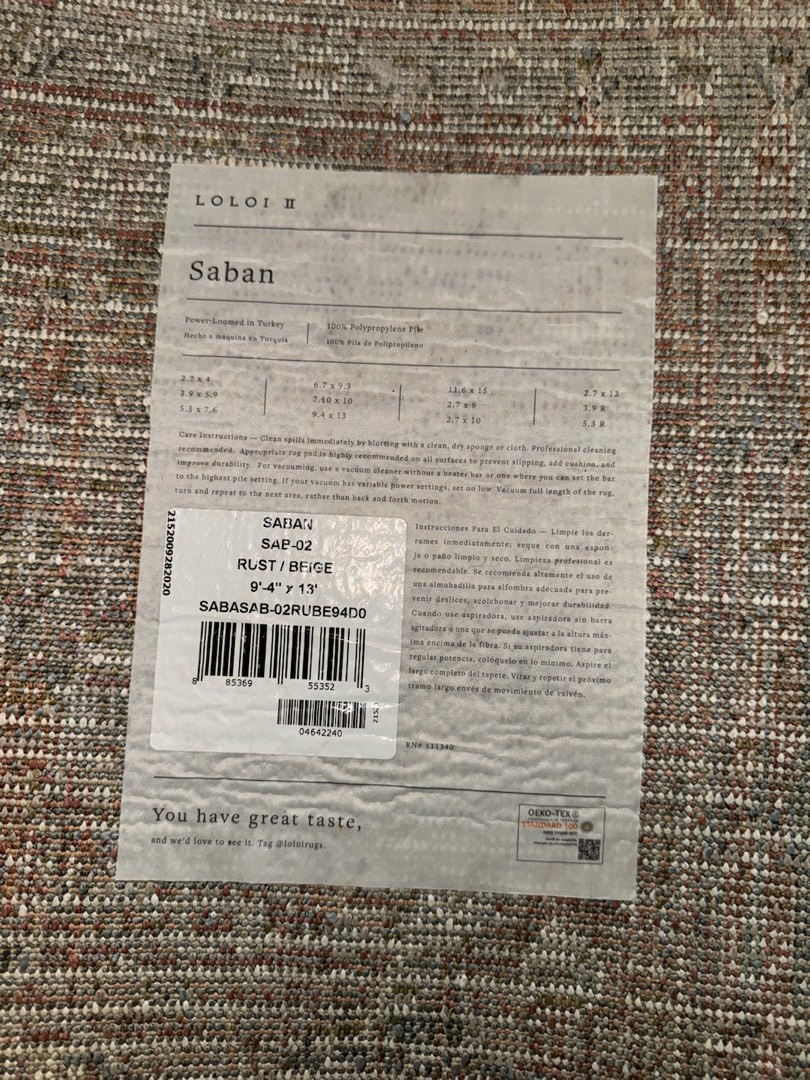 LOLOI II
Saban
Power-Loomed in Turkey
Hecho a máquina en Turquía
100% Polypropylene Pile
100% Pila de Polipropileno
2.7 x 4
3.9 x 5.9
5.3 x 7.6
6.7 x 9.3
7.10 x 10
9.4 x 13
11.6 x 15
2.7 x 8
2.7 x 10
2.7 x 12
3.9 R
5.3 R
Care Instructions — Clean spills immediately by blotting with a clean, dry sponge or cloth. Professional cleaning
recommended. Appropriate rug pad is highly recommended on all surfaces to prevent slipping, add cushion, and
improve durability. For vacuuming, use a vacuum cleaner without a beater bar or one where you can set the bar
to the highest pile setting. If your vacuum has variable power setting, set on low. Vacuum full length of the rug,
turn and repeat to the next area, rather than back and forth motion.
2152009282020
SABAN
SAB-02
RUST / BEIGE
9'-4" x 13'
SABASAB-02RUBE94D0
8 85369 55352 3
04642240
Instrucciones Para El Cuidado — Limpie los der-
rames inmediatamente; seque con una espon-
ja o paño limpio y seco. Limpieza profesional es
recomendable. Se recomienda altamente el uso de
una almohadilla para alfombra adecuada para pre-
venir deslices, acolchonar y mejorar durabilidad.
Cuando use aspiradora, use aspiradora sin barra
agitadora ó una que se pueda ajustar a la altura máx-
ima encima de la fibra. Si su aspiradora tiene para
regular potencia, colóquelo en lo mínimo. Aspire el
largo completo del tapete. Virar y repetir el próximo
tramo largo envés de movimiento de vaivén.
RN# 111340
You have great taste,
and we'd love to see it. Tag @loloirugs.
OEKO-TEX®
STANDARD 100